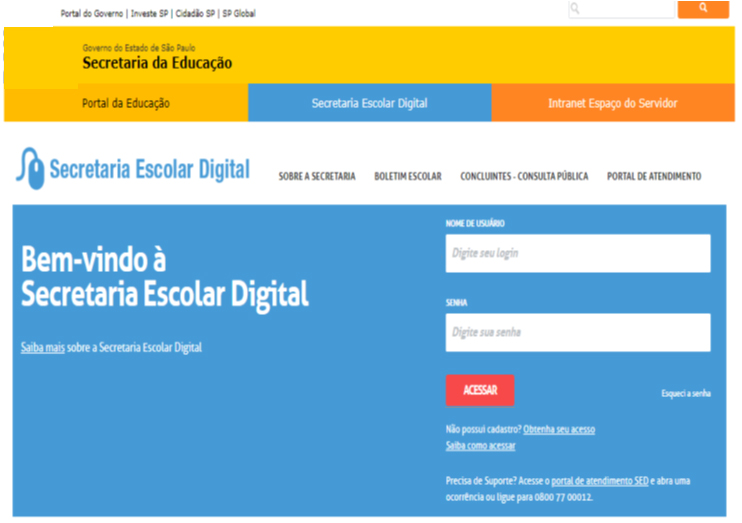 Portal do Governo | Investe SP | Cidadão SP | SP Global
Governo do Estado de São Paulo
Secretaria da Educação
Portal da Educação
Secretaria Escolar Digital
Intranet Espaço do Servidor
Secretaria Escolar Digital
SOBRE A SECRETARIA
BOLETIM ESCOLAR
CONCLUINTES - CONSULTA PÚBLICA
PORTAL DE ATENDIMENTO
Bem-vindo à
Secretaria Escolar Digital
Saiba mais sobre a Secretaria Escolar Digital
NOME DE USUÁRIO
Digite seu login
SENHA
Digite sua senha
ACESSAR
Esqueci a senha
Não possui cadastro? Obtenha seu acesso
Saiba como acessar
Precisa de Suporte? Acesse o portal de atendimento SED e abra uma
ocorrência ou ligue para 0800 77 00012.